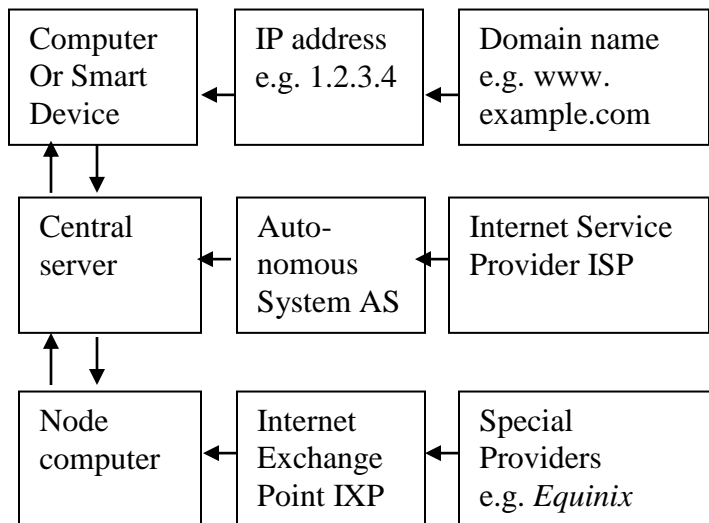 Computer
Or Smart
Device
IP address
e.g. 1.2.3.4
Domain name
e.g. www.
example.com
Central
server
Auto-
nomous
System AS
Internet Service
Provider ISP
Node
computer
Internet
Exchange
Point IXP
Special
Providers
e.g. Equinix